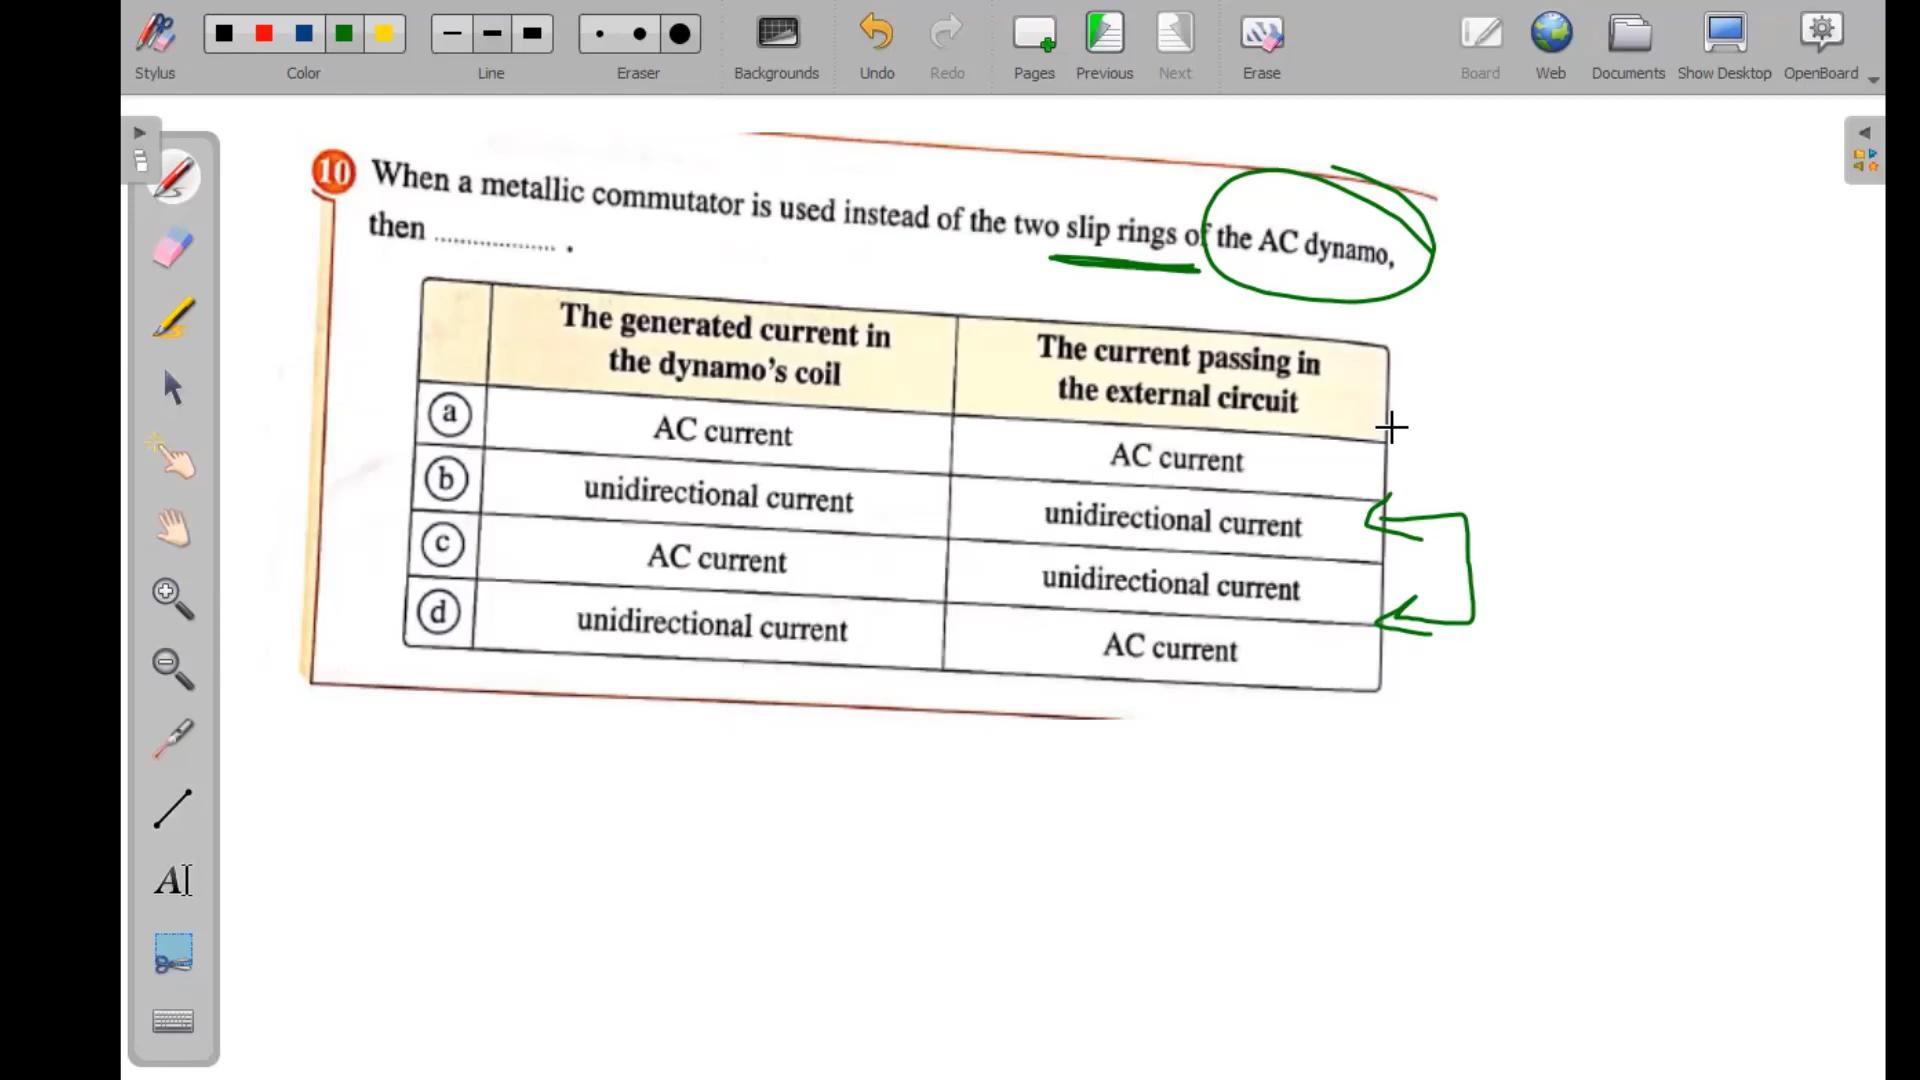 Stylus
Color
Line
Eraser
Backgrounds
Undo
Redo
Pages
Previous
Next
Erase
Board
Web
Documents
Show Desktop
OpenBoard
10 When a metallic commutator is used instead of the two slip rings of the AC dynamo,
then .................... .
The generated current in
the dynamo's coil
The current passing in
the external circuit
a AC current AC current
b unidirectional current unidirectional current
c AC current unidirectional current
d unidirectional current AC current
AI